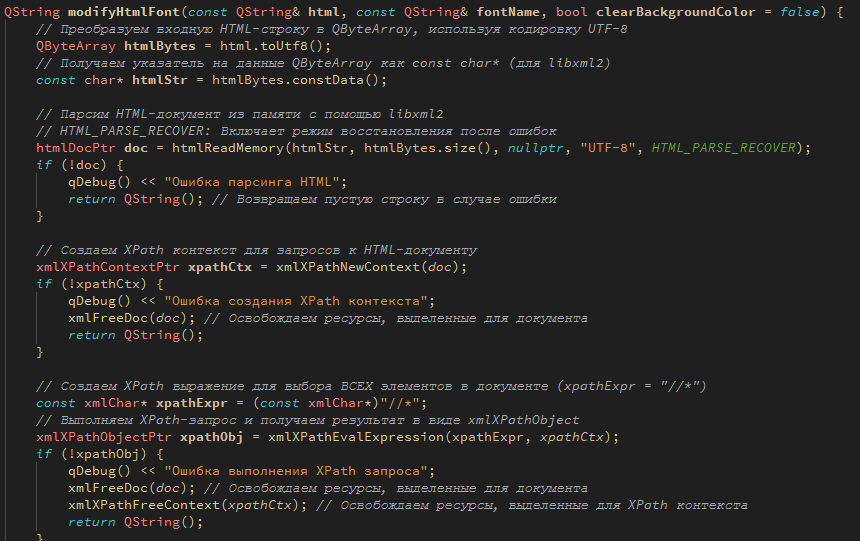 QString modifyHtmlFont(const QString& html, const QString& fontName, bool clearBackgroundColor = false) {
// Преобразуем входную HTML-строку в QByteArray, используя кодировку UTF-8
QByteArray htmlBytes = html.toUtf8();
// Получаем указатель на данные QByteArray как const char* (для libxml2)
const char* htmlStr = htmlBytes.constData();
// Парсим HTML-документ из памяти с помощью libxml2
// HTML_PARSE_RECOVER: Включает режим восстановления после ошибок
htmlDocPtr doc = htmlReadMemory(htmlStr, htmlBytes.size(), nullptr, "UTF-8", HTML_PARSE_RECOVER);
if (!doc) {
qDebug() << "Ошибка парсинга HTML";
return QString(); // Возвращаем пустую строку в случае ошибки
}
// Создаем XPath контекст для запросов к HTML-документу
xmlXPathContextPtr xpathCtx = xmlXPathNewContext(doc);
if (!xpathCtx) {
qDebug() << "Ошибка создания XPath контекста";
xmlFreeDoc(doc); // Освобождаем ресурсы, выделенные для документа
return QString();
}
// Создаем XPath выражение для выбора ВСЕХ элементов в документе (xpathExpr = "//*")
const xmlChar* xpathExpr = (const xmlChar*)"//*";
// Выполняем XPath-запрос и получаем результат в виде xmlXPathObject
xmlXPathObjectPtr xpathObj = xmlXPathEvalExpression(xpathExpr, xpathCtx);
if (!xpathObj) {
qDebug() << "Ошибка выполнения XPath запроса";
xmlFreeDoc(doc); // Освобождаем ресурсы, выделенные для документа
xmlXPathFreeContext(xpathCtx); // Освобождаем ресурсы, выделенные для XPath контекста
return QString();
}